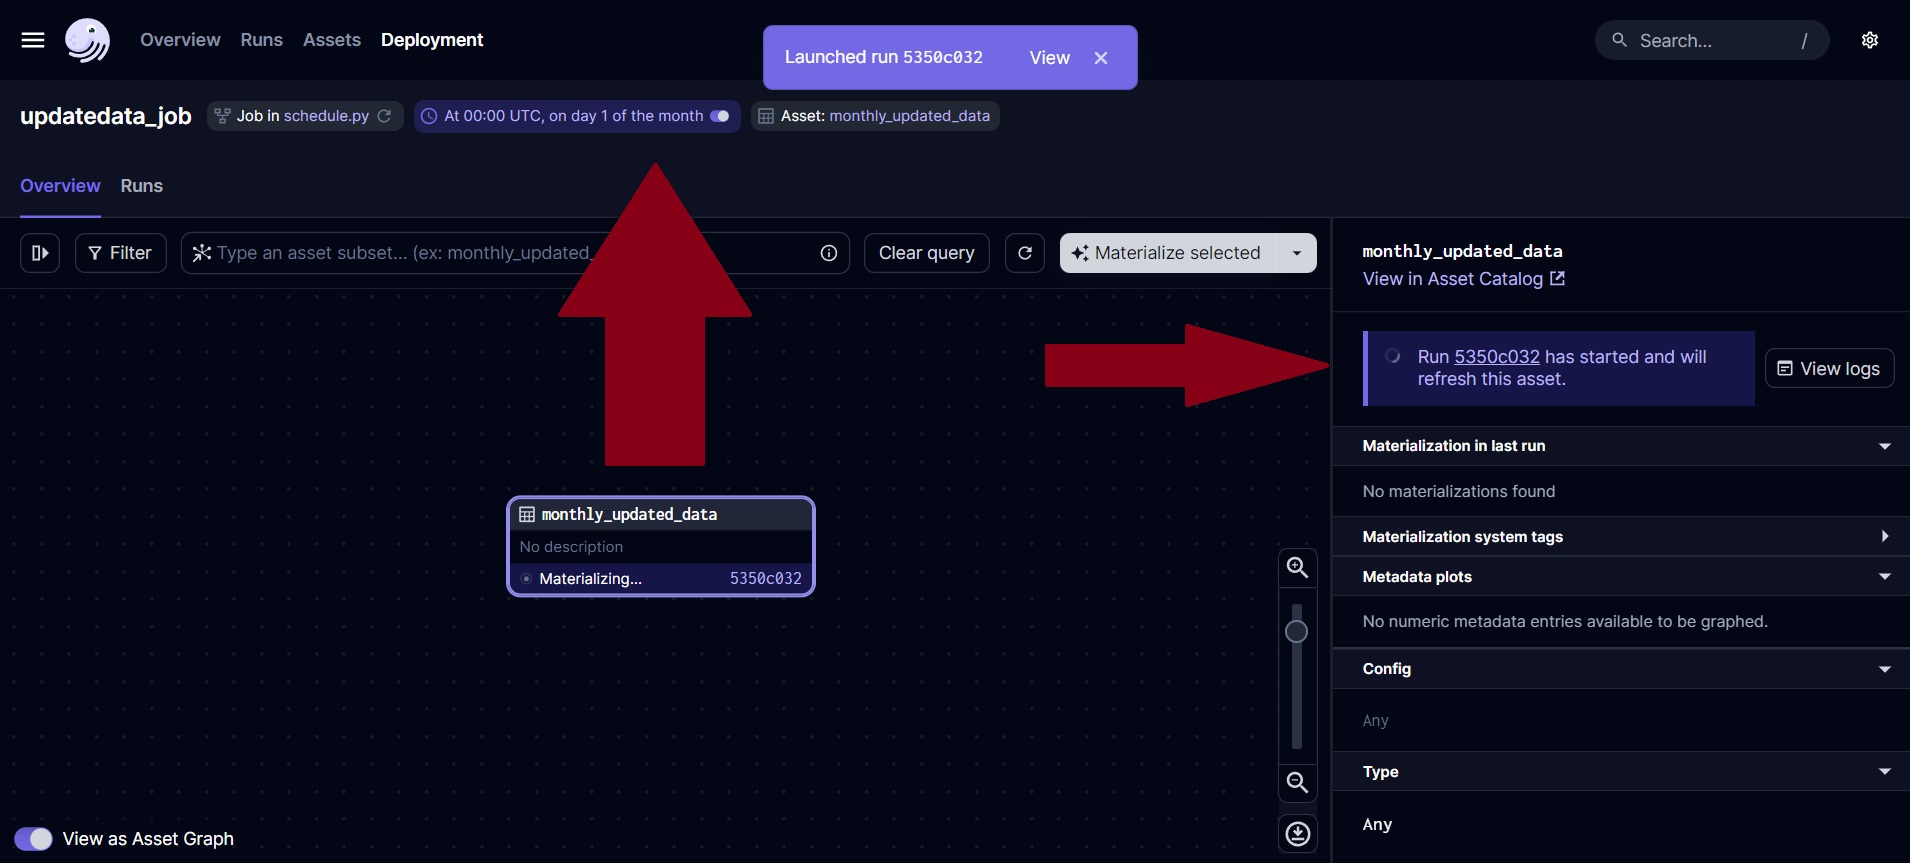 Overview Runs Assets Deployment
Launched run 5350c032 View
Search... /
updatedata_job Job in schedule.py At 00:00 UTC, on day 1 of the month Asset: monthly_updated_data
Overview Runs
Filter Type an asset subset... (ex: monthly_updated_ Clear query Materialize selected
monthly_updated_data
View in Asset Catalog
Run 5350c032 has started and will
refresh this asset.
View logs
Materialization in last run
No materializations found
Materialization system tags
Metadata plots
No numeric metadata entries available to be graphed.
Config
Any
Type
Any
monthly_updated_data
No description
Materializing... 5350c032
View as Asset Graph